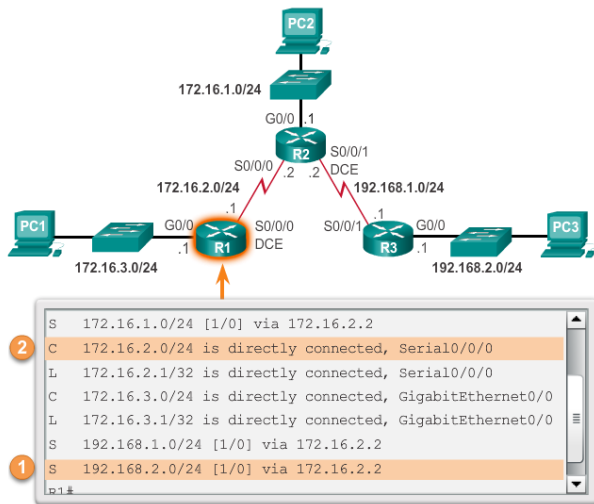 PC2
172.16.1.0/24
G0/0 .1
R2
S0/0/0 S0/0/1
.2 .2 DCE
172.16.2.0/24 192.168.1.0/24
.1 .1
PC1 G0/0 S0/0/0 S0/0/1 G0/0 PC3
.1 R1 DCE R3 .1
172.16.3.0/24 192.168.2.0/24
S 172.16.1.0/24 [1/0] via 172.16.2.2
2 C 172.16.2.0/24 is directly connected, Serial0/0/0
L 172.16.2.1/32 is directly connected, Serial0/0/0
C 172.16.3.0/24 is directly connected, GigabitEthernet0/0
L 172.16.3.1/32 is directly connected, GigabitEthernet0/0
S 192.168.1.0/24 [1/0] via 172.16.2.2
1 S 192.168.2.0/24 [1/0] via 172.16.2.2
R1#